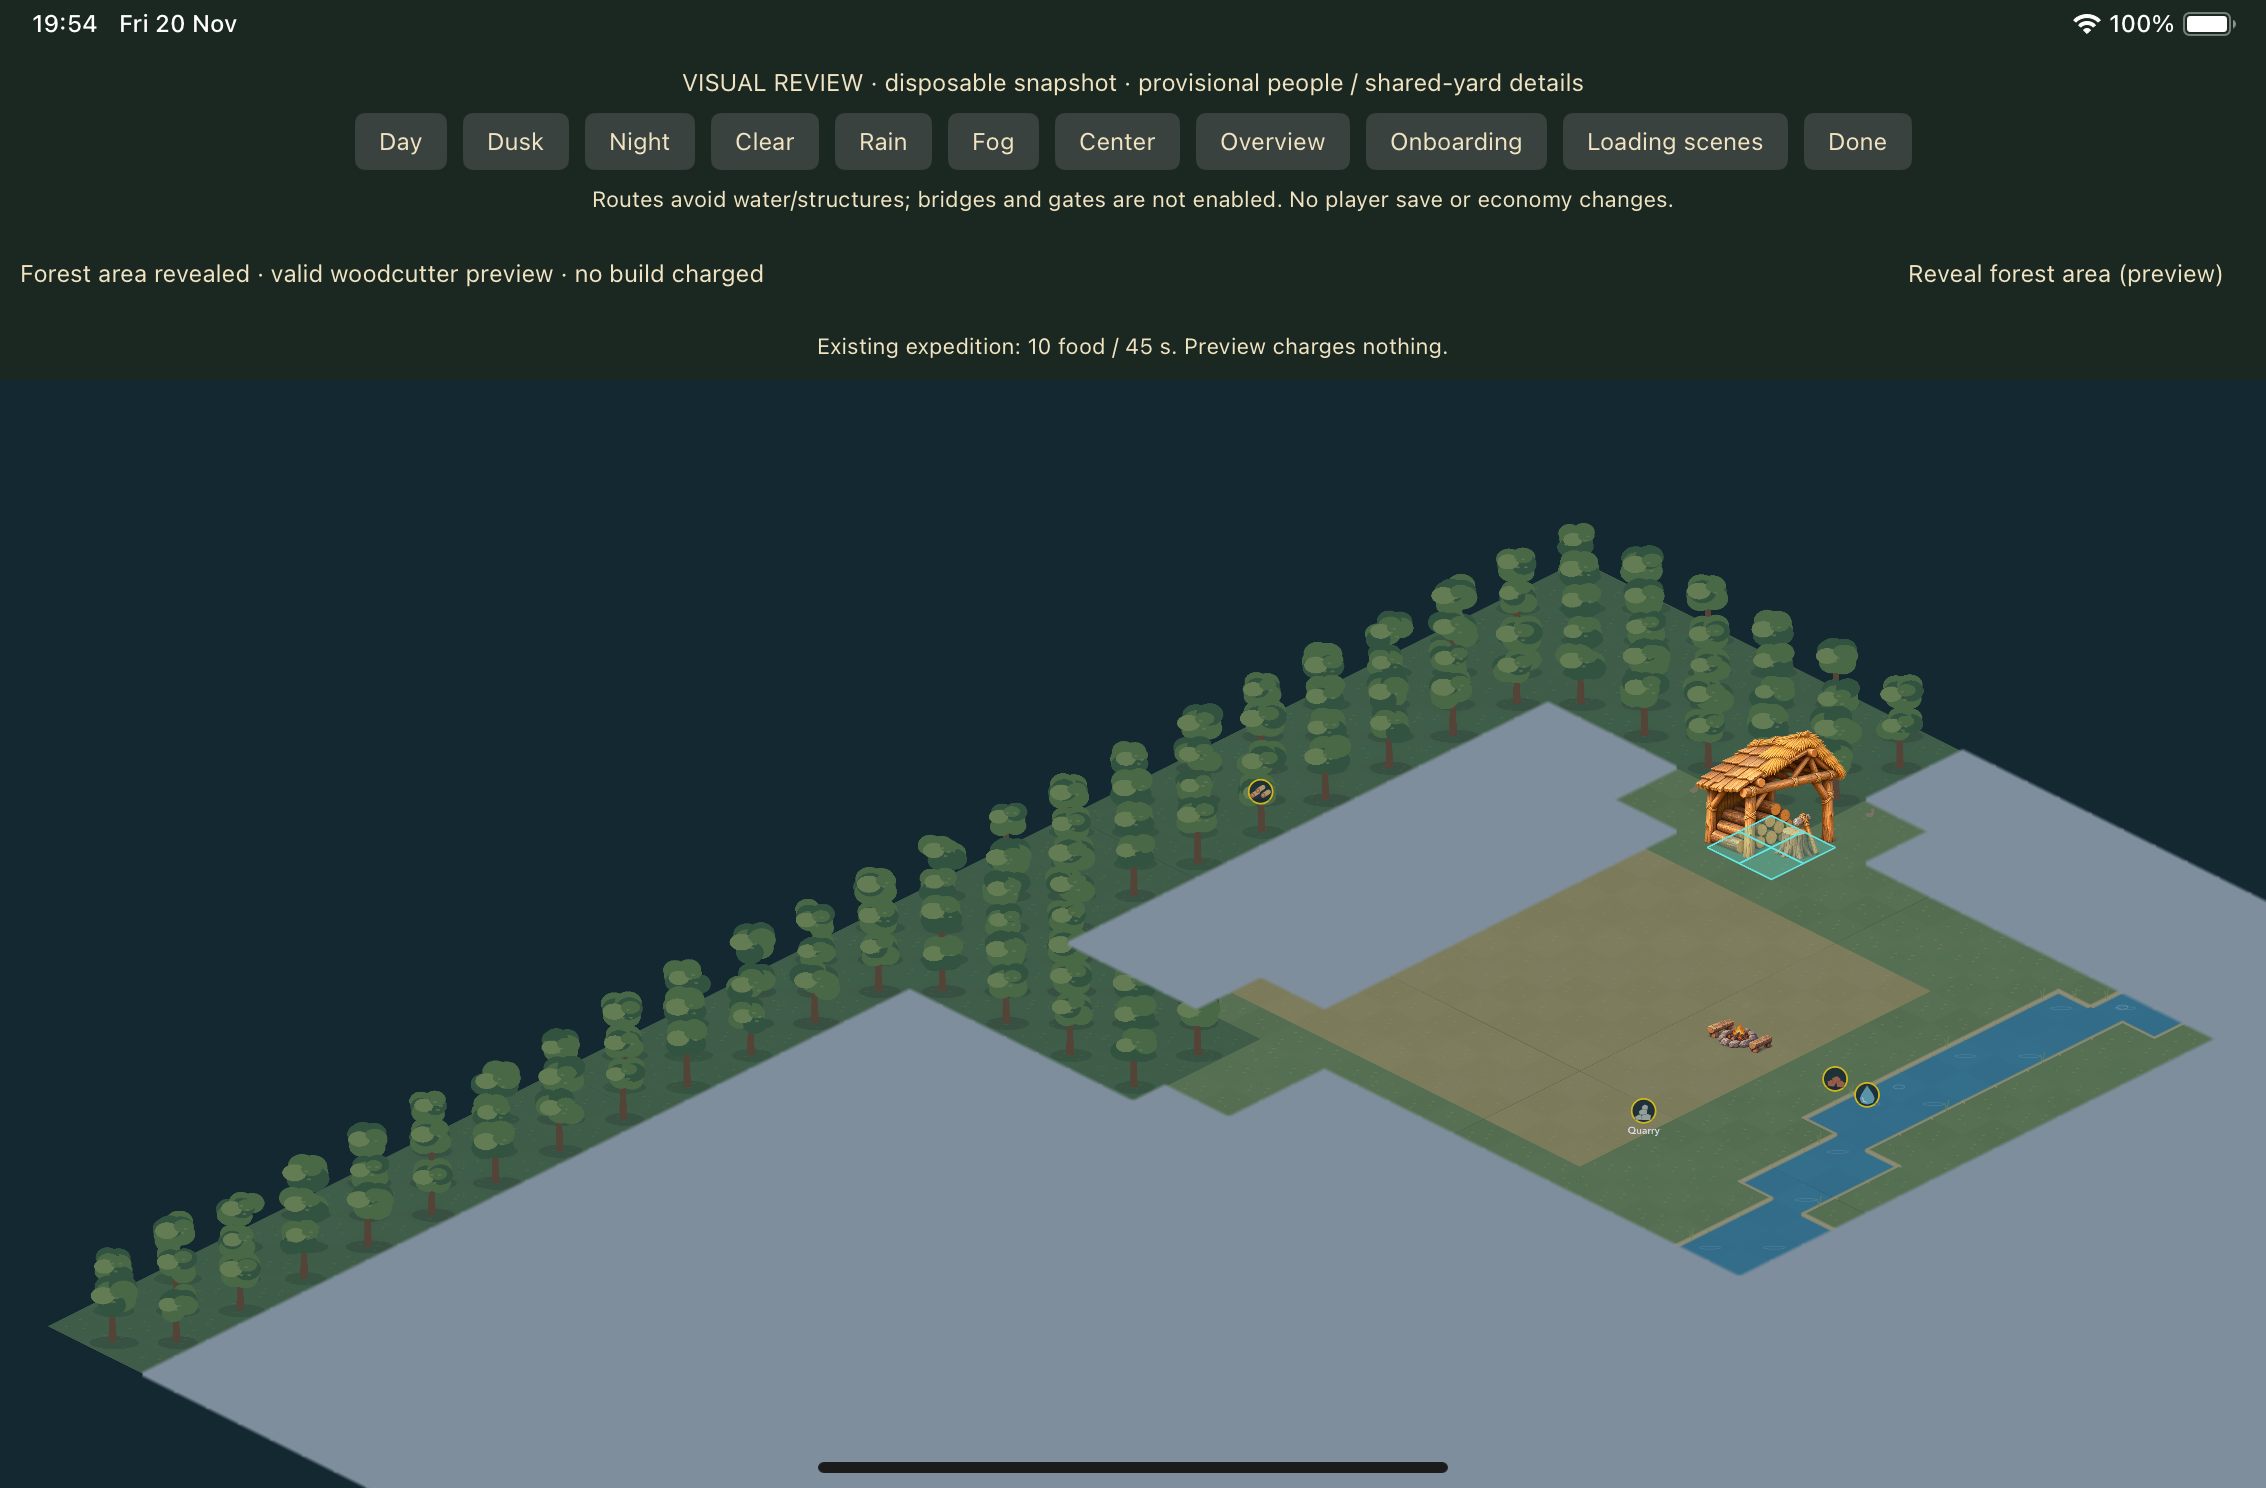 19:54 Fri 20 Nov
100%
VISUAL REVIEW · disposable snapshot · provisional people / shared-yard details
Day Dusk Night Clear Rain Fog Center Overview Onboarding Loading scenes Done
Routes avoid water/structures; bridges and gates are not enabled. No player save or economy changes.
Forest area revealed · valid woodcutter preview · no build charged
Reveal forest area (preview)
Existing expedition: 10 food / 45 s. Preview charges nothing.
Quarry